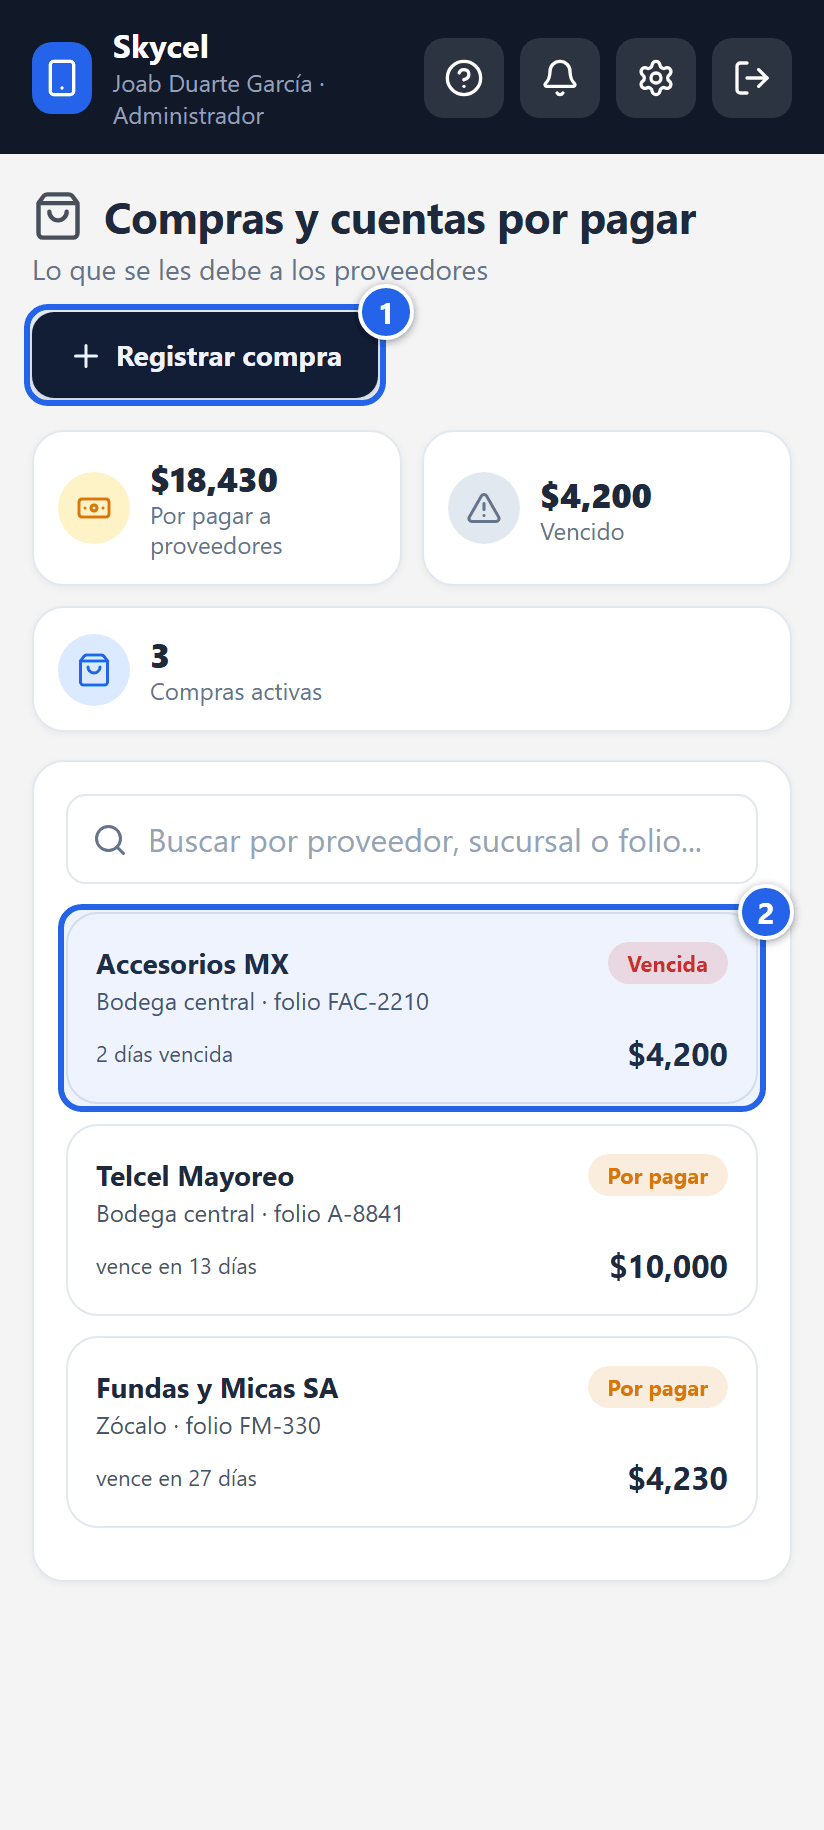 Skycel
Joab Duarte García ·
Administrador
Compras y cuentas por pagar
Lo que se les debe a los proveedores
1
Registrar compra
$18,430
Por pagar a
proveedores
$4,200
Vencido
3
Compras activas
Buscar por proveedor, sucursal o folio...
2
Accesorios MX
Vencida
Bodega central · folio FAC-2210
2 días vencida
$4,200
Telcel Mayoreo
Por pagar
Bodega central · folio A-8841
vence en 13 días
$10,000
Fundas y Micas SA
Por pagar
Zócalo · folio FM-330
vence en 27 días
$4,230